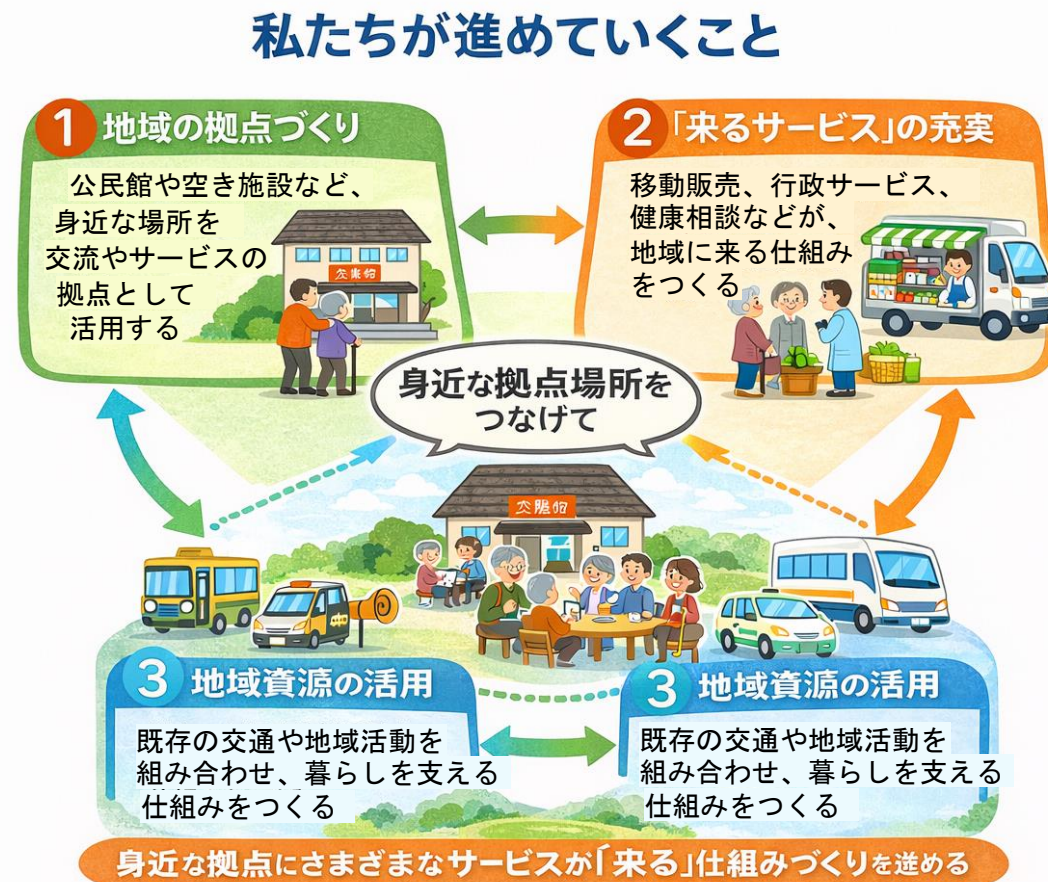 私たちが進めていくこと
1 地域の拠点づくり
公民館や空き施設など、
身近な場所を
交流やサービスの
拠点として
活用する
2 「来るサービス」の充実
移動販売、行政サービス、
健康相談などが、
地域に来る仕組み
をつくる
身近な拠点場所を
つなげて
3 地域資源の活用
既存の交通や地域活動を
組み合わせ、暮らしを支える
仕組みをつくる
3 地域資源の活用
既存の交通や地域活動を
組み合わせ、暮らしを支える
仕組みをつくる
身近な拠点にさまざまなサービスが「来る」仕組みづくりを進める